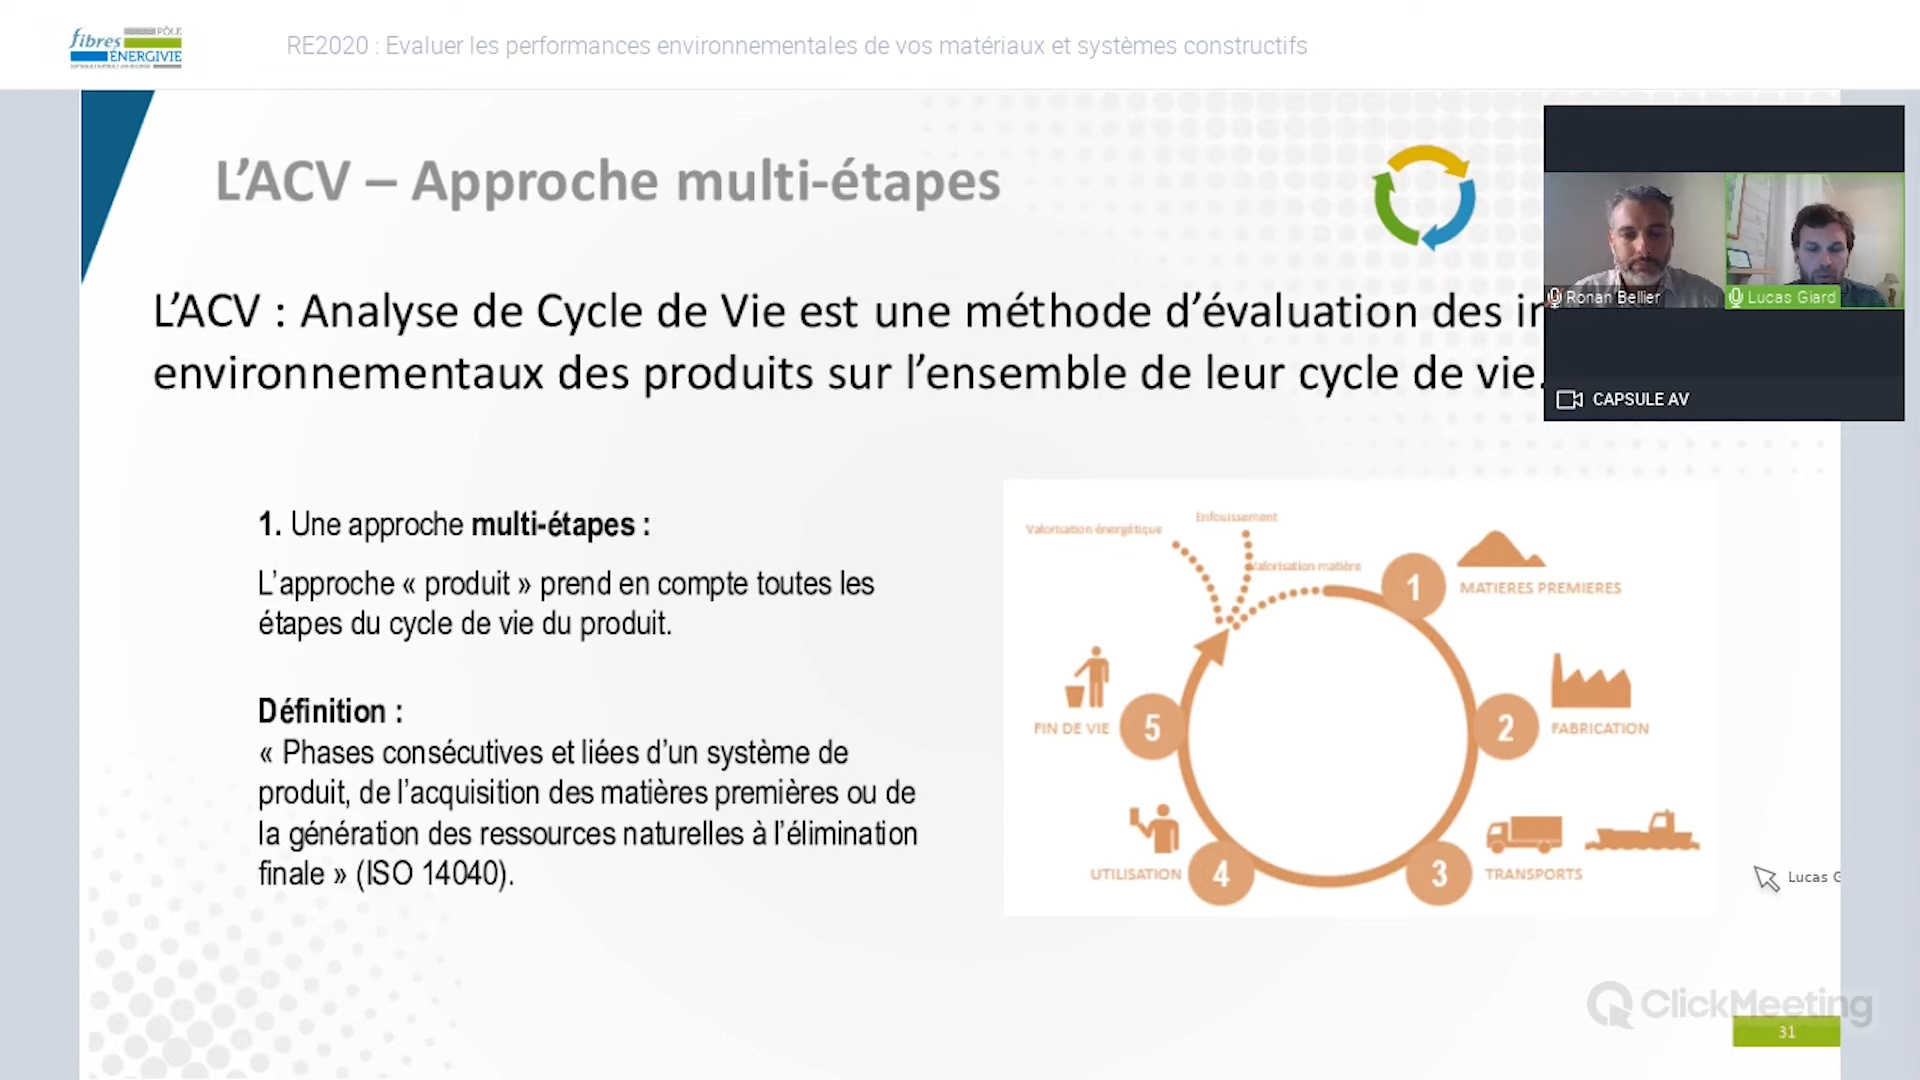 fibres PÔLE
ÉNERGIVIE
RE2020 : Evaluer les performances environnementales de vos matériaux et systèmes constructifs
L’ACV – Approche multi-étapes
L’ACV : Analyse de Cycle de Vie est une méthode d’évaluation des
environnementaux des produits sur l’ensemble de leur cycle de vie.
Ronan Bellier
Lucas Giard
CAPSULE AV
1. Une approche multi-étapes :
L’approche « produit » prend en compte toutes les
étapes du cycle de vie du produit.
Définition :
« Phases consécutives et liées d’un système de
produit, de l’acquisition des matières premières ou de
la génération des ressources naturelles à l’élimination
finale » (ISO 14040).
Enfouissement
Valorisation énergétique
Valorisation matière
1
MATIERES PREMIERES
2
FABRICATION
3
TRANSPORTS
4
UTILISATION
5
FIN DE VIE
Lucas G
ClickMeeting
31